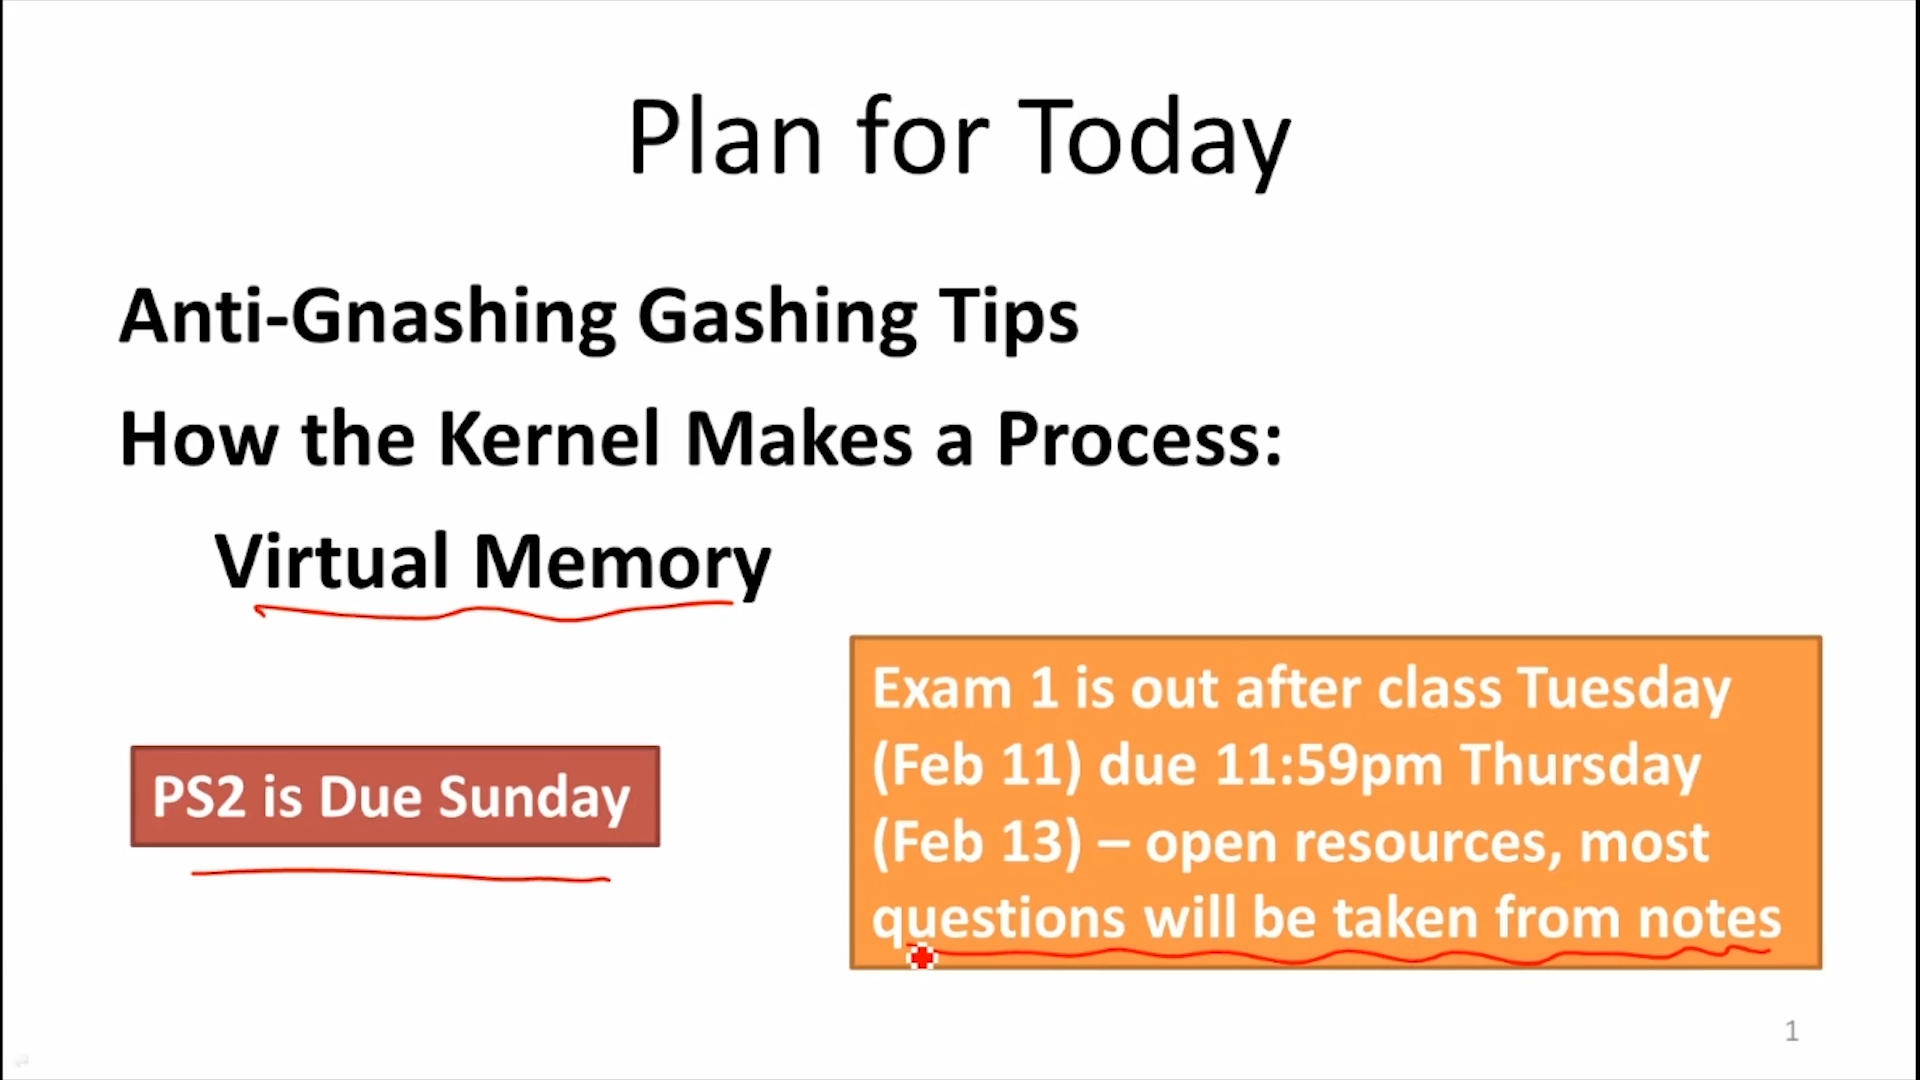 Plan for Today
Anti-Gnashing Gashing Tips
How the Kernel Makes a Process:
Virtual Memory
PS2 is Due Sunday
Exam 1 is out after class Tuesday
(Feb 11) due 11:59pm Thursday
(Feb 13) – open resources, most
questions will be taken from notes
1